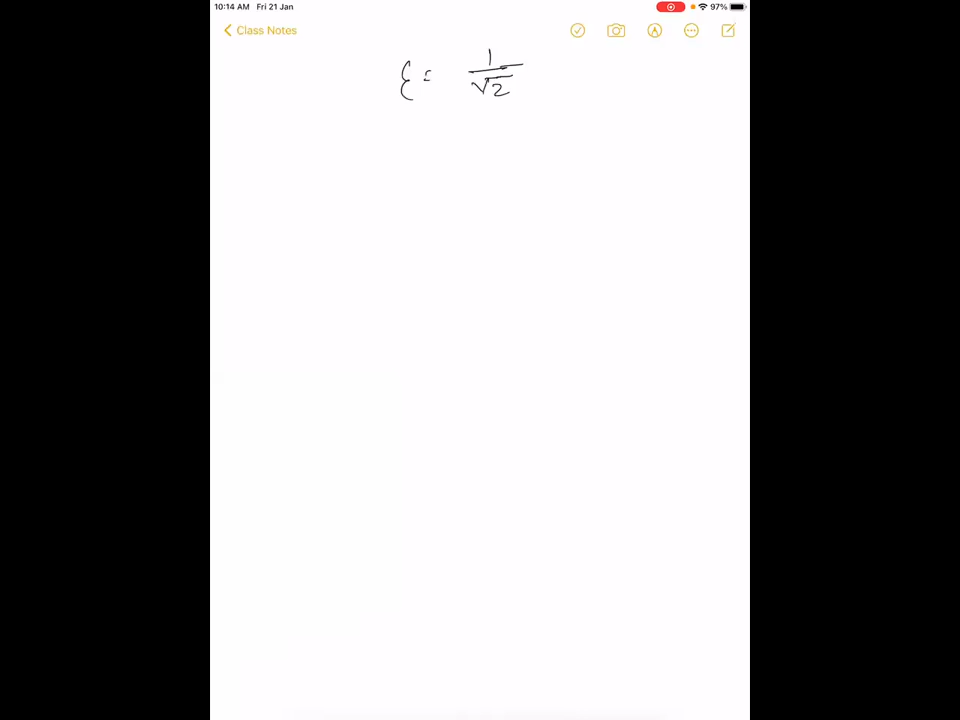 10:14 AM Fri 21 Jan 97%
Class Notes
ξ = 1/√2